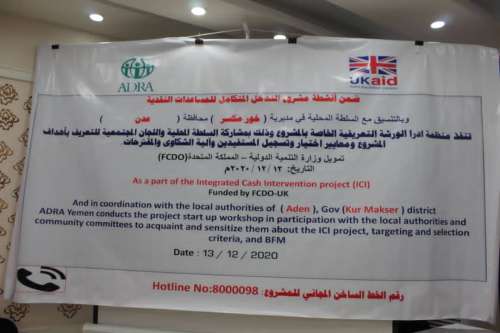 ADRA
UKaid
ضمن أنشطة مشروع التدخل المتكامل للمساعدات النقدية
وبالتنسيق مع السلطة المحلية في مديرية ( خور مكسر ) محافظة ( عدن )
تنفذ منظمة ادرا الورشة التعريفية الخاصة بالمشروع وذلك بمشاركة السلطة المحلية واللجان المجتمعية للتعريف بأهداف
المشروع ومعايير اختيار وتسجيل المستفيدين وآلية الشكاوى والمقترحات.
تمويل وزارة التنمية الدولية - المملكة المتحدة(FCDO)
التاريخ: ٢٠٢٠/١٢/١٣م
As a part of the Integrated Cash Intervention project (ICI)
Funded by FCDO-UK
And in coordination with the local authorities of ( Aden ), Gov (Kur Makser ) district
ADRA Yemen conducts the project start up workshop in participation with the local authorities and
community committees to acquaint and sensitize them about the ICI project, targeting and selection
criteria, and BFM
Date : 13 / 12 / 2020
رقم الخط الساخن المجاني للمشروع: Hotline No:8000098